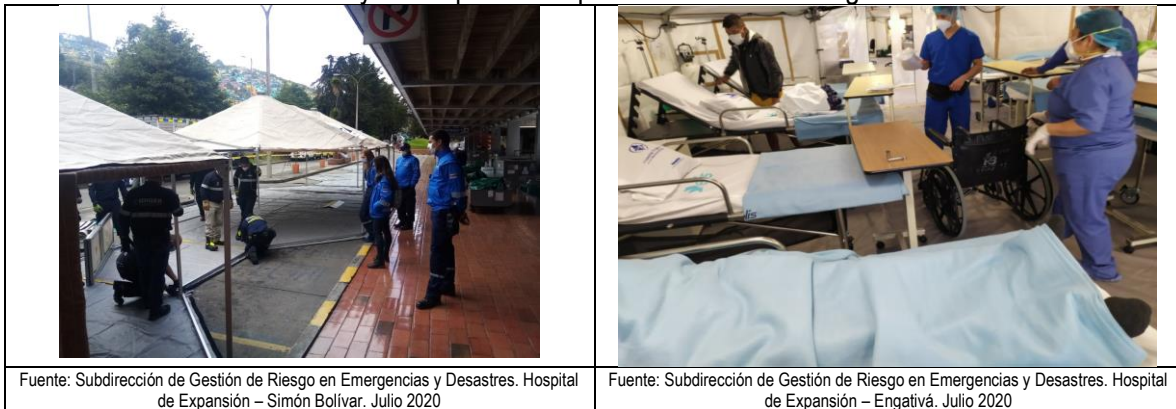 Fuente: Subdirección de Gestión de Riesgo en Emergencias y Desastres. Hospital
de Expansión – Simón Bolívar. Julio 2020
Fuente: Subdirección de Gestión de Riesgo en Emergencias y Desastres. Hospital
de Expansión – Engativá. Julio 2020